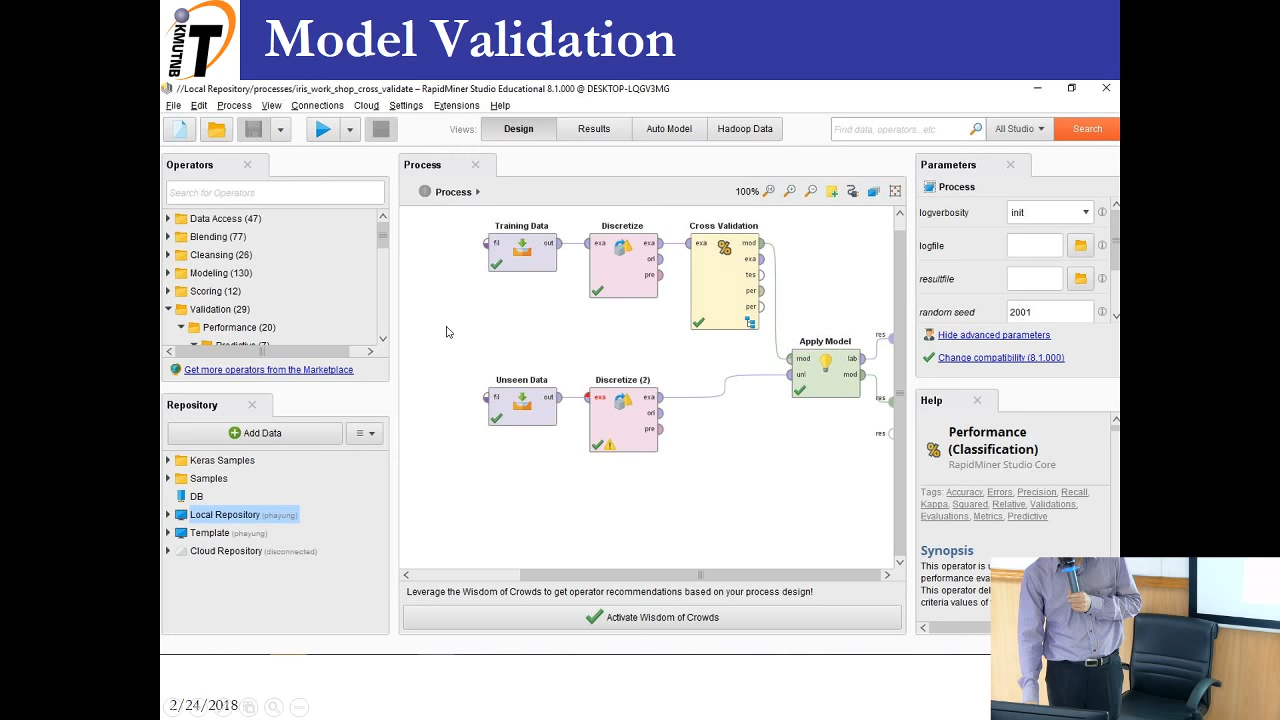 KMUTNB
IT
Model Validation
//Local Repository/processes/iris_work_shop_cross_validate – RapidMiner Studio Educational 8.1.000 @ DESKTOP-LQGV3MG
File Edit Process View Connections Cloud Settings Extensions Help
Views: Design Results Auto Model Hadoop Data
Find data, operators...etc
All Studio
Search
Operators
Search for Operators
Data Access (47)
Blending (77)
Cleansing (26)
Modeling (130)
Scoring (12)
Validation (29)
Performance (20)
Predictive (7)
Get more operators from the Marketplace
Repository
Add Data
Keras Samples
Samples
DB
Local Repository (phayung)
Template (phayung)
Cloud Repository (disconnected)
Process
Process
100%
Training Data
fil out
Discretize
exa exa
ori
pre
Cross Validation
exa mod
exa
tes
per
per
Apply Model
mod lab
unl mod
res
res
res
Unseen Data
fil out
Discretize (2)
exa exa
ori
pre
Leverage the Wisdom of Crowds to get operator recommendations based on your process design!
Activate Wisdom of Crowds
Parameters
Process
logverbosity init
logfile
resultfile
random seed 2001
Hide advanced parameters
Change compatibility (8.1.000)
Help
Performance
(Classification)
RapidMiner Studio Core
Tags: Accuracy, Errors, Precision, Recall,
Kappa, Squared, Relative, Validations,
Evaluations, Metrics, Predictive
Synopsis
This operator is
performance
This operator
criteria values of
2/24/2018